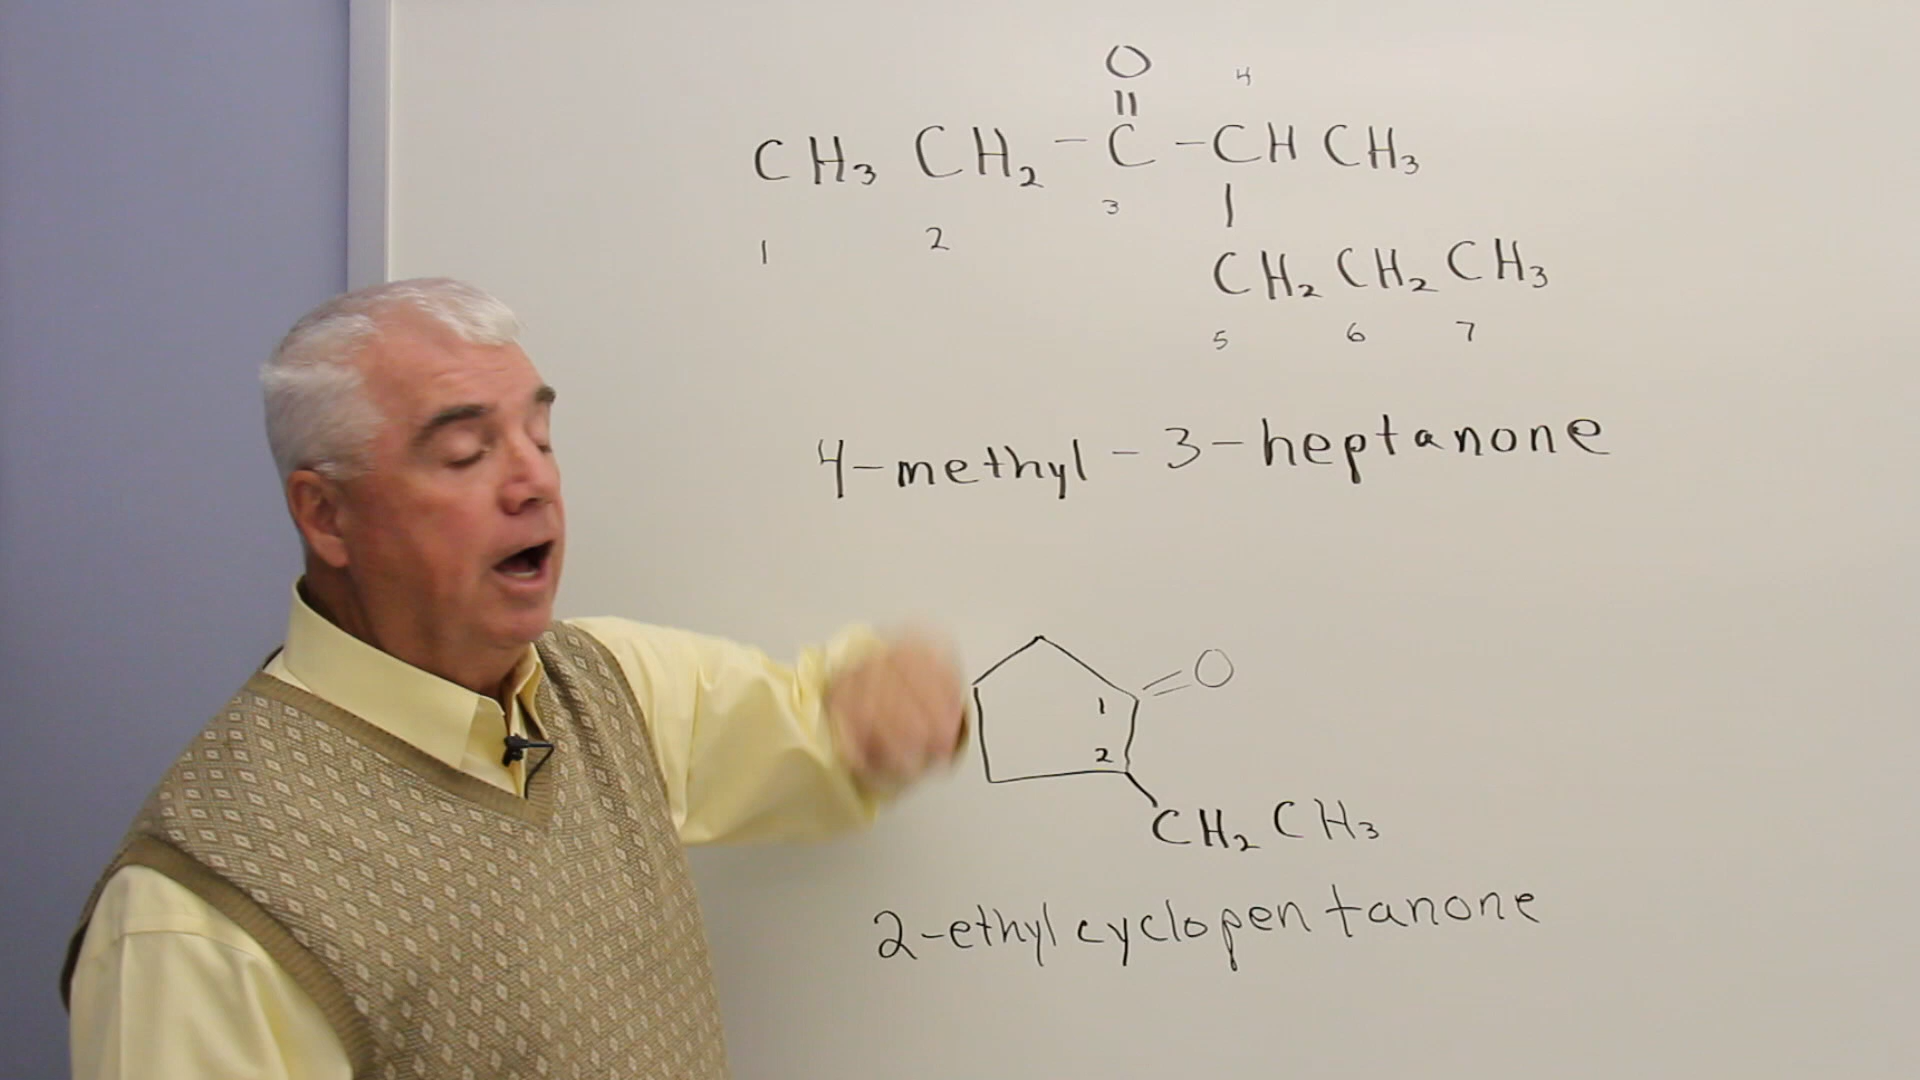 O
||
4
CH3 CH2 - C - CH CH3
1 2 3
CH2 CH2 CH3
5 6 7
4-methyl-3-heptanone
1 O
2
CH2 CH3
2-ethylcyclopentanone